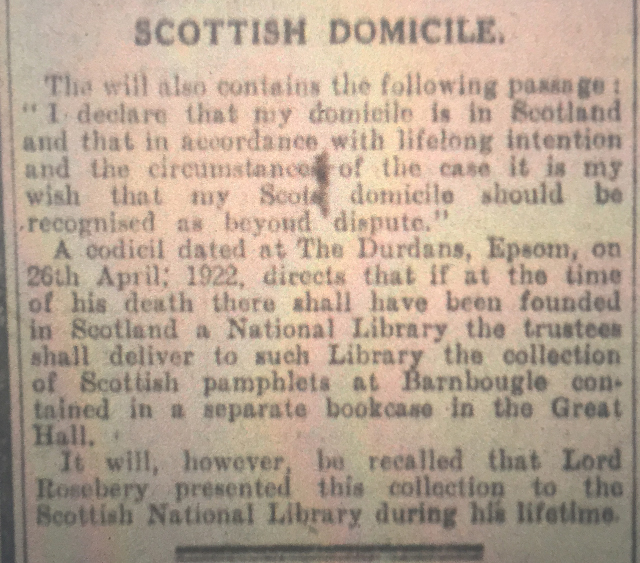 SCOTTISH DOMICILE.
The will also contains the following passage :
" I declare that my domicile is in Scotland
and that in accordance with lifelong intention
and the circumstances of the case it is my
wish that my Scots domicile should be
recognised as beyond dispute."
A codicil dated at The Durdans, Epsom, on
26th April, 1922, directs that if at the time
of his death there shall have been founded
in Scotland a National Library the trustees
shall deliver to such Library the collection
of Scottish pamphlets at Barnbougle con-
tained in a separate bookcase in the Great
Hall.
It will, however, be recalled that Lord
Rosebery presented this collection to the
Scottish National Library during his lifetime.